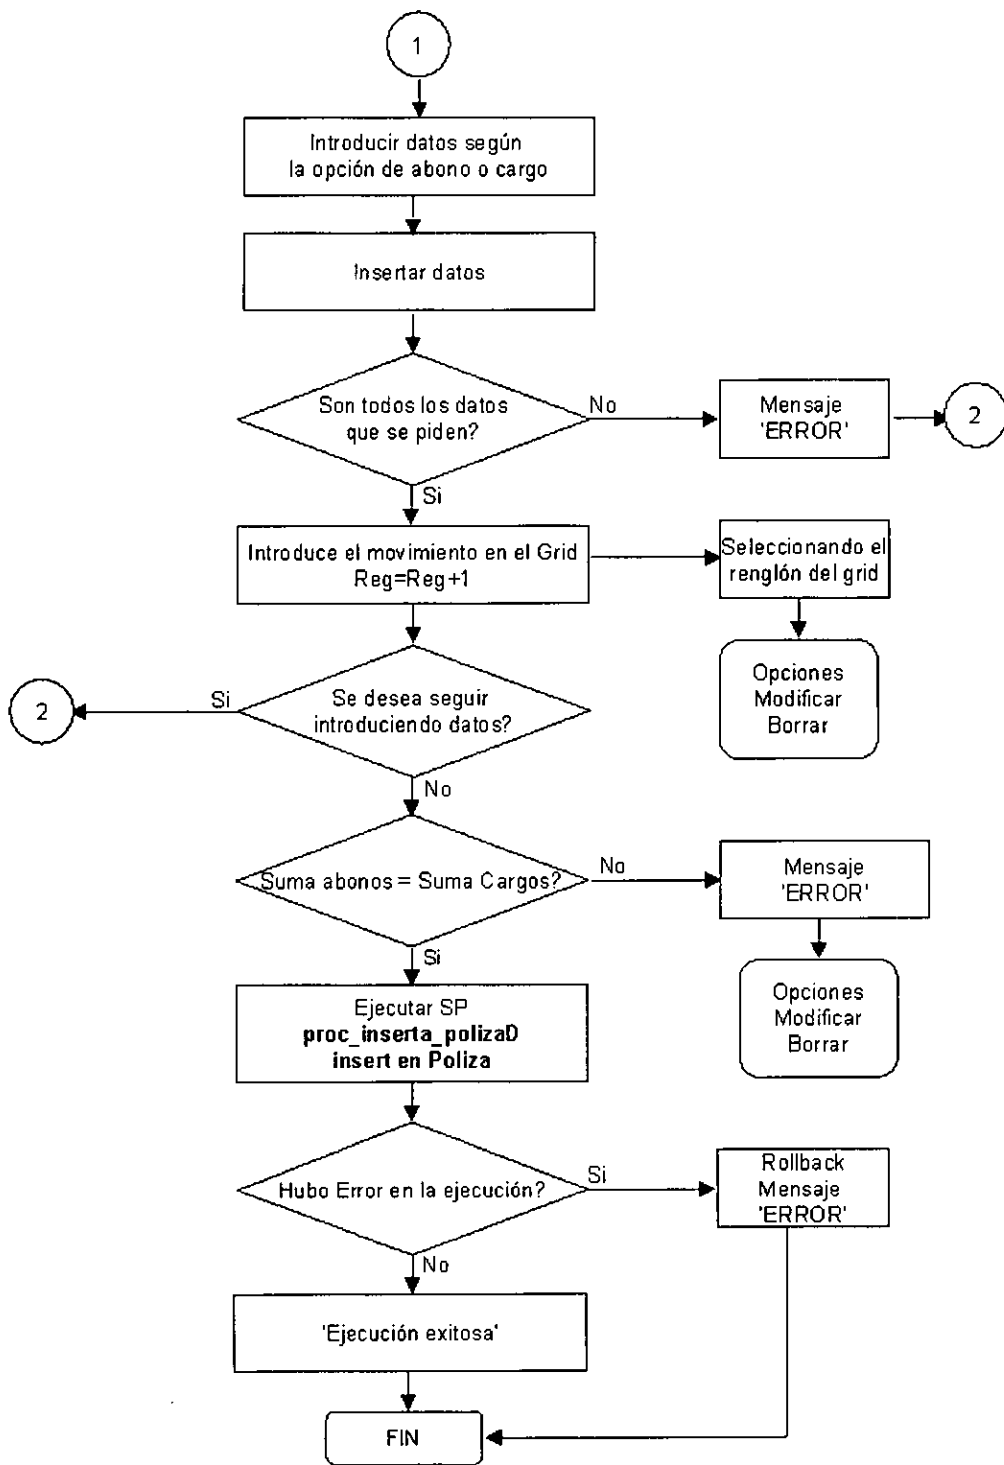 1
Introducir datos según
la opción de abono o cargo
Insertar datos
Son todos los datos
que se piden?
No
Mensaje
'ERROR'
2
Si
Introduce el movimiento en el Grid
Reg=Reg+1
Seleccionando el
renglón del grid
Opciones
Modificar
Borrar
Se desea seguir
introduciendo datos?
Si
2
No
Suma abonos = Suma Cargos?
No
Mensaje
'ERROR'
Opciones
Modificar
Borrar
Si
Ejecutar SP
proc_inserta_polizaD
insert en Poliza
Hubo Error en la ejecución?
Si
Rollback
Mensaje
'ERROR'
No
'Ejecución exitosa'
FIN